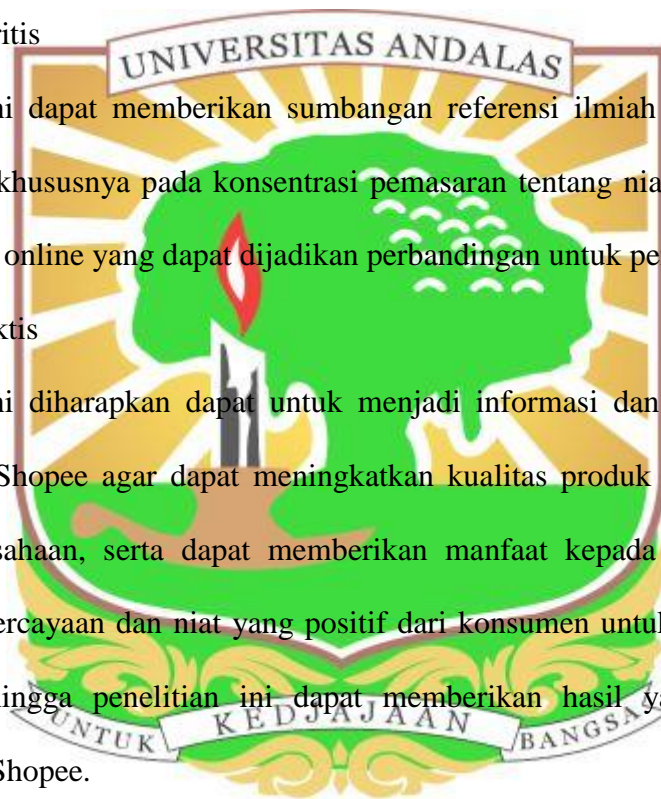 ritis
UNIVERSITAS ANDALAS
ni dapat memberikan sumbangan referensi ilmiah
khususnya pada konsentrasi pemasaran tentang nia
online yang dapat dijadikan perbandingan untuk pe
ktis
ni diharapkan dapat untuk menjadi informasi dan
Shopee agar dapat meningkatkan kualitas produk
sahaan, serta dapat memberikan manfaat kepada
ercayaan dan niat yang positif dari konsumen untuk
hingga penelitian ini dapat memberikan hasil ya
UNTUK KEDJAJAAN BANGSA
Shopee.